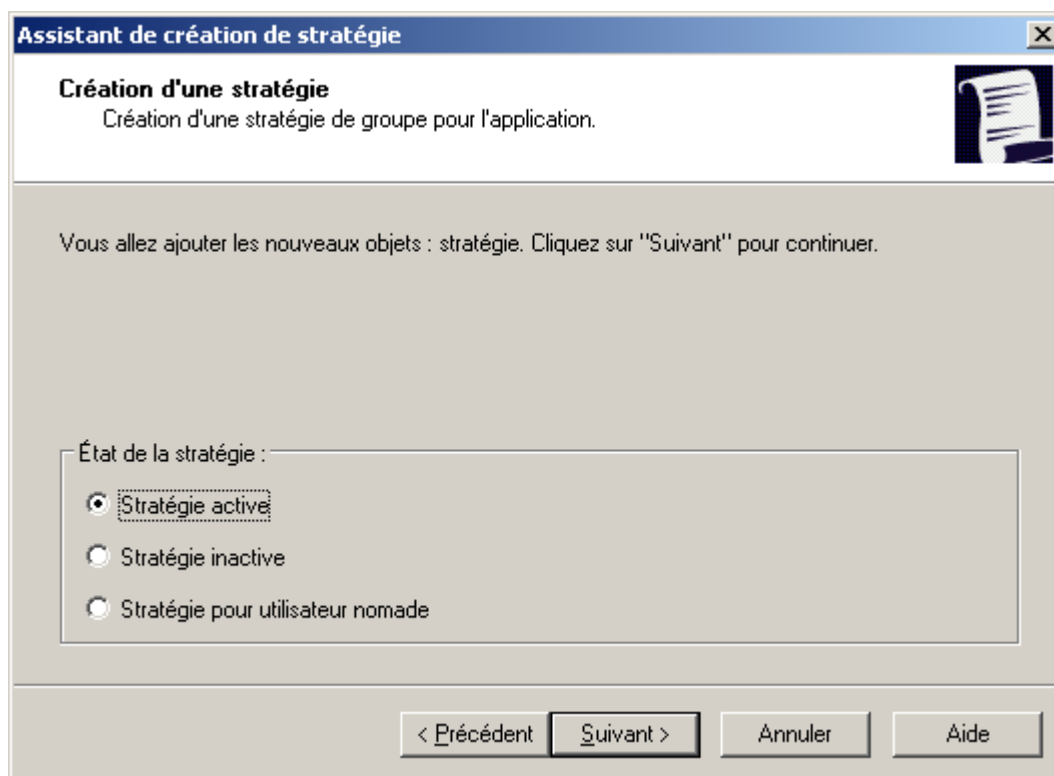 Assistant de création de stratégie
Création d'une stratégie
Création d'une stratégie de groupe pour l'application.
Vous allez ajouter les nouveaux objets : stratégie. Cliquez sur "Suivant" pour continuer.
État de la stratégie :
Stratégie active
Stratégie inactive
Stratégie pour utilisateur nomade
< Précédent Suivant > Annuler Aide